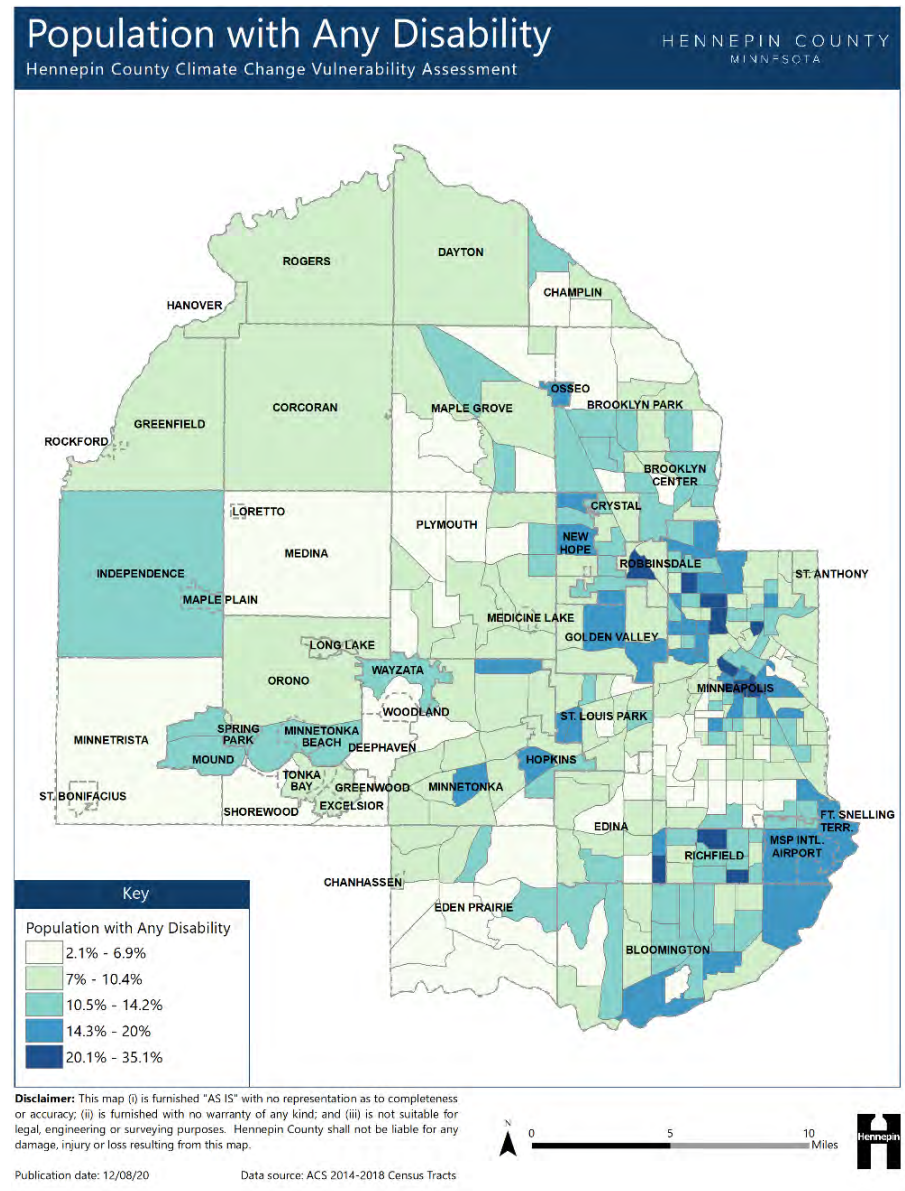 Population with Any Disability
HENNEPIN COUNTY
MINNESOTA
Hennepin County Climate Change Vulnerability Assessment
DAYTON
ROGERS
CHAMPLIN
HANOVER
OSSEO
BROOKLYN PARK
CORCORAN
MAPLE GROVE
GREENFIELD
ROCKFORD
BROOKLYN
CENTER
CRYSTAL
LORETTO
PLYMOUTH
NEW
HOPE
MEDINA
ROBBINSDALE
ST. ANTHONY
INDEPENDENCE
MAPLE PLAIN
MEDICINE LAKE
GOLDEN VALLEY
LONG LAKE
WAYZATA
ORONO
MINNEAPOLIS
WOODLAND
ST. LOUIS PARK
SPRING
PARK
MINNETONKA
BEACH
MINNETRISTA
DEEPHAVEN
MOUND
HOPKINS
TONKA
BAY
GREENWOOD
MINNETONKA
ST. BONIFACIUS
EXCELSIOR
SHOREWOOD
FT. SNELLING
TERR.
EDINA
MSP INTL.
AIRPORT
RICHFIELD
CHANHASSEN
EDEN PRAIRIE
BLOOMINGTON
Key
Population with Any Disability
2.1% - 6.9%
7% - 10.4%
10.5% - 14.2%
14.3% - 20%
20.1% - 35.1%
Disclaimer: This map (i) is furnished "AS IS" with no representation as to completeness
or accuracy; (ii) is furnished with no warranty of any kind; and (iii) is not suitable for
legal, engineering or surveying purposes. Hennepin County shall not be liable for any
damage, injury or loss resulting from this map.
N
0 5 10
Miles
Hennepin
Publication date: 12/08/20 Data source: ACS 2014-2018 Census Tracts